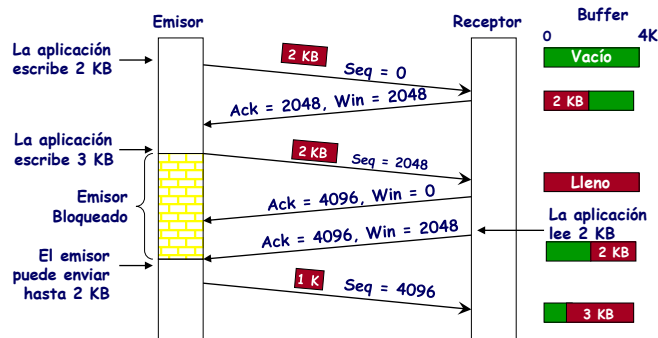 Emisor
Receptor
Buffer
0
4K
La aplicación
escribe 2 KB
2 KB
Seq = 0
Vacío
Ack = 2048, Win = 2048
2 KB
La aplicación
escribe 3 KB
2 KB
Seq = 2048
Lleno
Emisor
Bloqueado
Ack = 4096, Win = 0
La aplicación
lee 2 KB
Ack = 4096, Win = 2048
2 KB
El emisor
puede enviar
hasta 2 KB
1 K
Seq = 4096
3 KB